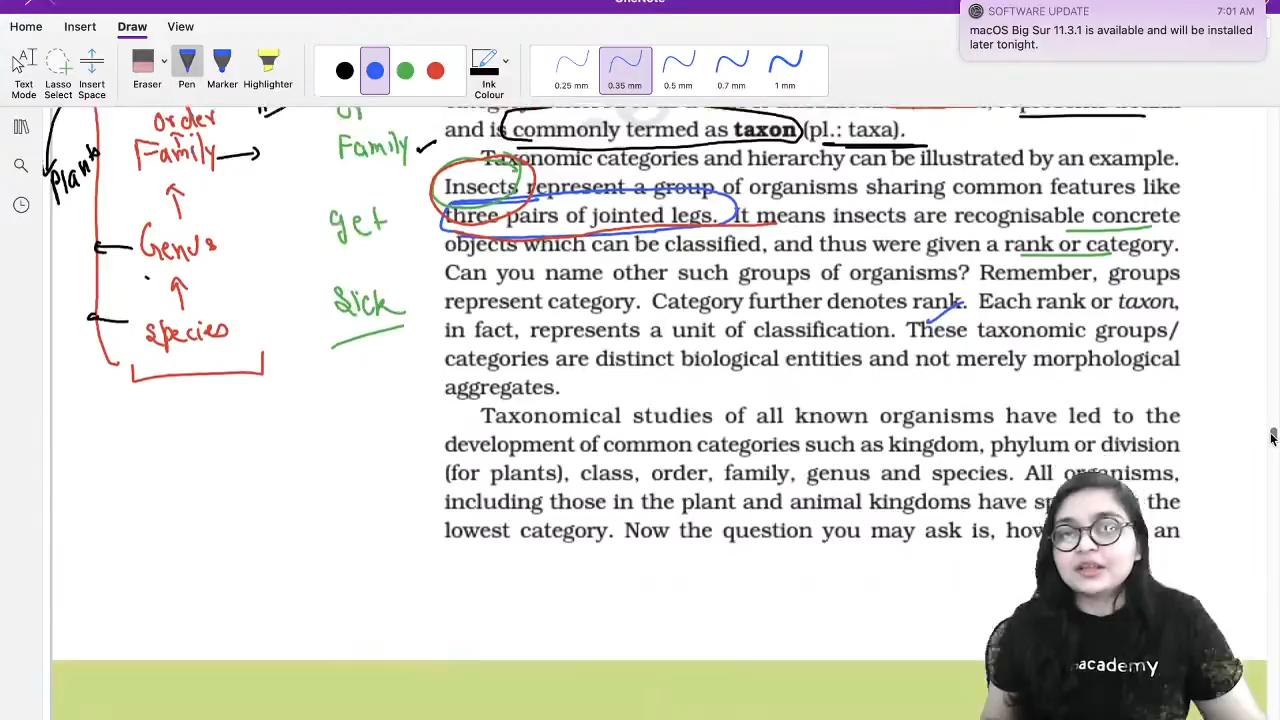 OneNote
Home Insert Draw View
SOFTWARE UPDATE 7:01 AM
macOS Big Sur 11.3.1 is available and will be installed
later tonight.
Text Mode
Lasso Select
Insert Space
Eraser
Pen
Marker
Highlighter
Ink Colour
0.25 mm
0.35 mm
0.5 mm
0.7 mm
1 mm
order
Family
Plants
Genus
species
or
Family
get
Sick
and is commonly termed as taxon (pl.: taxa).
Taxonomic categories and hierarchy can be illustrated by an example.
Insects represent a group of organisms sharing common features like
three pairs of jointed legs. It means insects are recognisable concrete
objects which can be classified, and thus were given a rank or category.
Can you name other such groups of organisms? Remember, groups
represent category. Category further denotes rank. Each rank or taxon,
in fact, represents a unit of classification. These taxonomic groups/
categories are distinct biological entities and not merely morphological
aggregates.
Taxonomical studies of all known organisms have led to the
development of common categories such as kingdom, phylum or division
(for plants), class, order, family, genus and species. All organisms,
including those in the plant and animal kingdoms have the
lowest category. Now the question you may ask is, an
academy